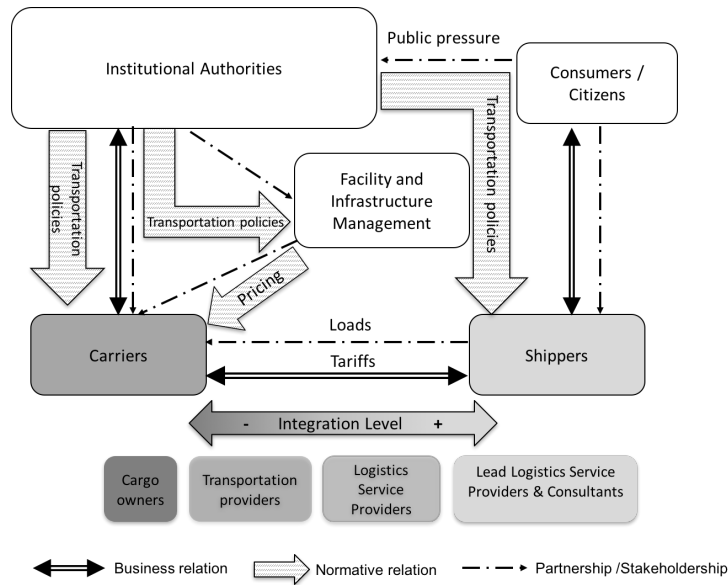 Public pressure
Institutional Authorities
Consumers /
Citizens
Transportation
policies
Transportation policies
Transportation policies
Facility and
Infrastructure
Management
Pricing
Loads
Carriers
Tariffs
Shippers
- Integration Level +
Cargo
owners
Transportation
providers
Logistics
Service
Providers
Lead Logistics Service
Providers & Consultants
Business relation
Normative relation
Partnership /Stakeholdership